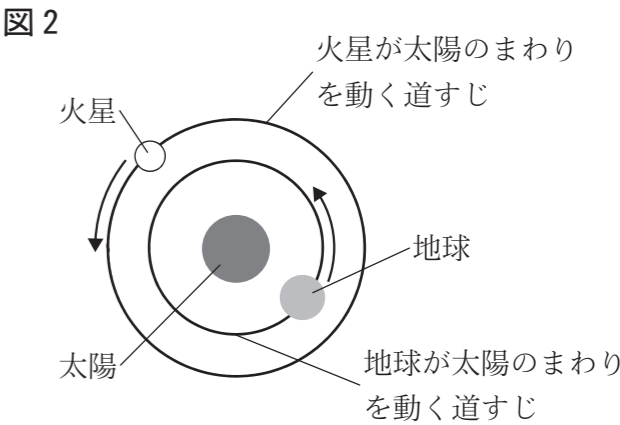 図2
火星が太陽のまわり
を動く道すじ
火星
地球
太陽
地球が太陽のまわり
を動く道すじ